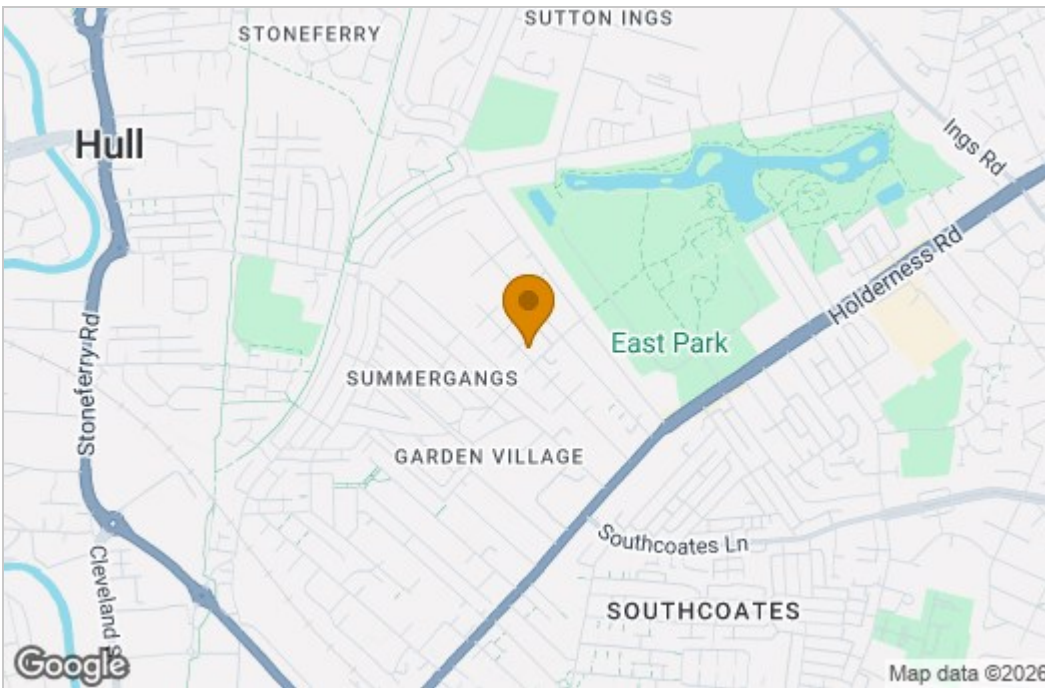 SUTTON INGS
STONEFERRY
Hull
Ings Rd
Holderness Rd
East Park
Stoneferry Rd
SUMMERGANGS
GARDEN VILLAGE
Southcoates Ln
Cleveland S
SOUTHCOATES
Google
Map data ©2026